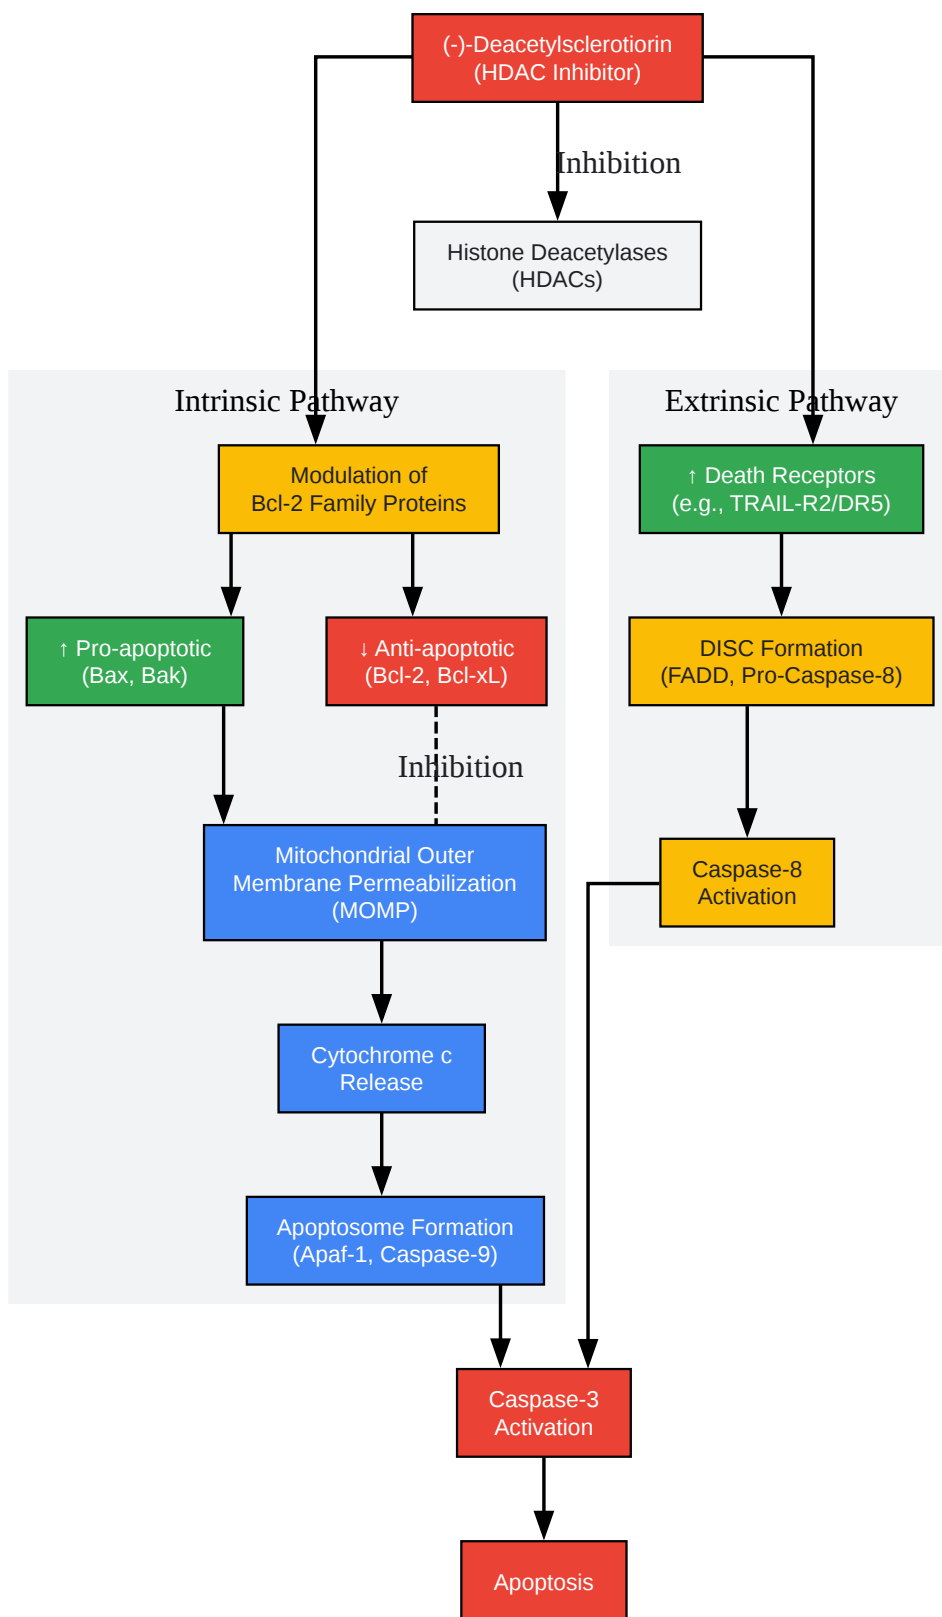 (-)-Deacetylsclerotiorin
(HDAC Inhibitor)
Inhibition
Histone Deacetylases
(HDACs)
Intrinsic Pathway
Extrinsic Pathway
Modulation of
Bcl-2 Family Proteins
↑ Death Receptors
(e.g., TRAIL-R2/DR5)
↑ Pro-apoptotic
(Bax, Bak)
↓ Anti-apoptotic
(Bcl-2, Bcl-xL)
DISC Formation
(FADD, Pro-Caspase-8)
Inhibition
Mitochondrial Outer
Membrane Permeabilization
(MOMP)
Caspase-8
Activation
Cytochrome c
Release
Apoptosome Formation
(Apaf-1, Caspase-9)
Caspase-3
Activation
Apoptosis